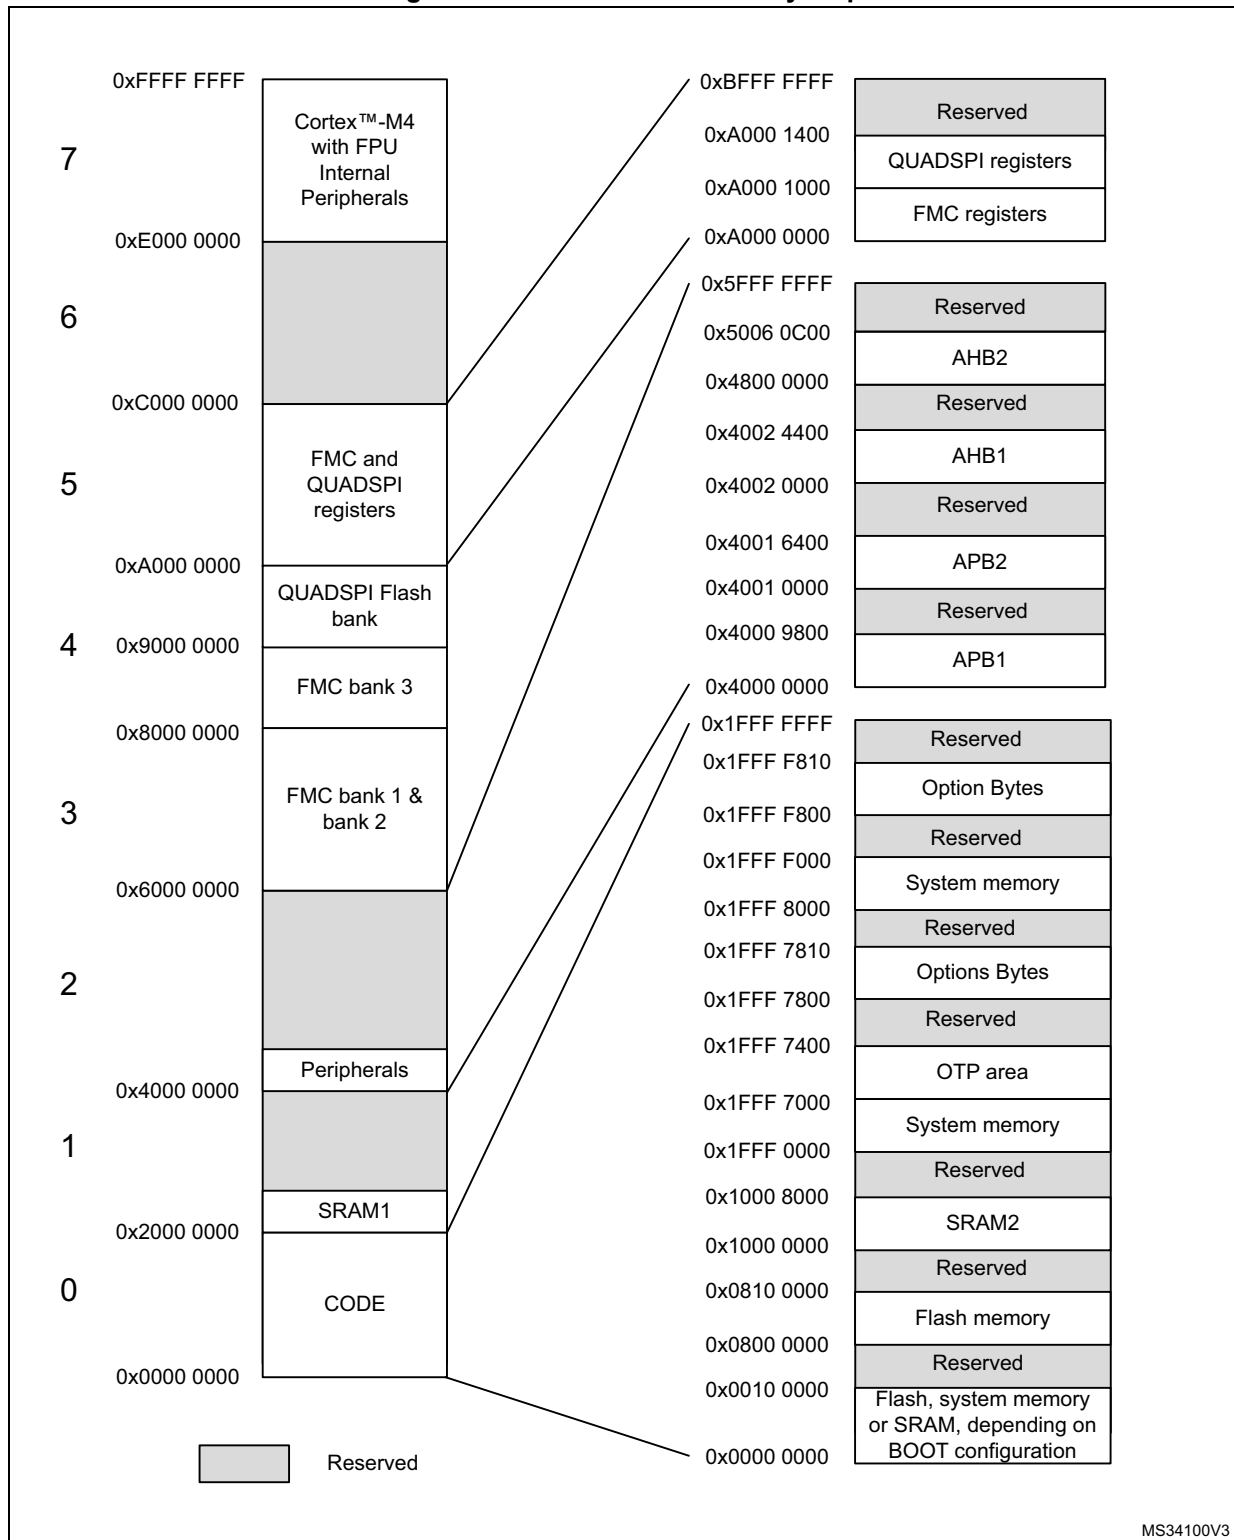 0xFFFF FFFF
7
Cortex™-M4
with FPU
Internal
Peripherals
0xE000 0000
6
0xC000 0000
5
FMC and
QUADSPI
registers
0xA000 0000
QUADSPI Flash
bank
4
0x9000 0000
FMC bank 3
0x8000 0000
3
FMC bank 1 &
bank 2
0x6000 0000
2
Peripherals
0x4000 0000
1
SRAM1
0x2000 0000
0
CODE
0x0000 0000
Reserved
0xBFFF FFFF
Reserved
0xA000 1400
QUADSPI registers
0xA000 1000
FMC registers
0xA000 0000
0x5FFF FFFF
Reserved
0x5006 0C00
AHB2
0x4800 0000
Reserved
0x4002 4400
AHB1
0x4002 0000
Reserved
0x4001 6400
APB2
0x4001 0000
Reserved
0x4000 9800
APB1
0x4000 0000
0x1FFF FFFF
Reserved
0x1FFF F810
Option Bytes
0x1FFF F800
Reserved
0x1FFF F000
System memory
0x1FFF 8000
Reserved
0x1FFF 7810
Options Bytes
0x1FFF 7800
Reserved
0x1FFF 7400
OTP area
0x1FFF 7000
System memory
0x1FFF 0000
Reserved
0x1000 8000
SRAM2
0x1000 0000
Reserved
0x0810 0000
Flash memory
0x0800 0000
Reserved
0x0010 0000
Flash, system memory
or SRAM, depending on
BOOT configuration
0x0000 0000
MS34100V3